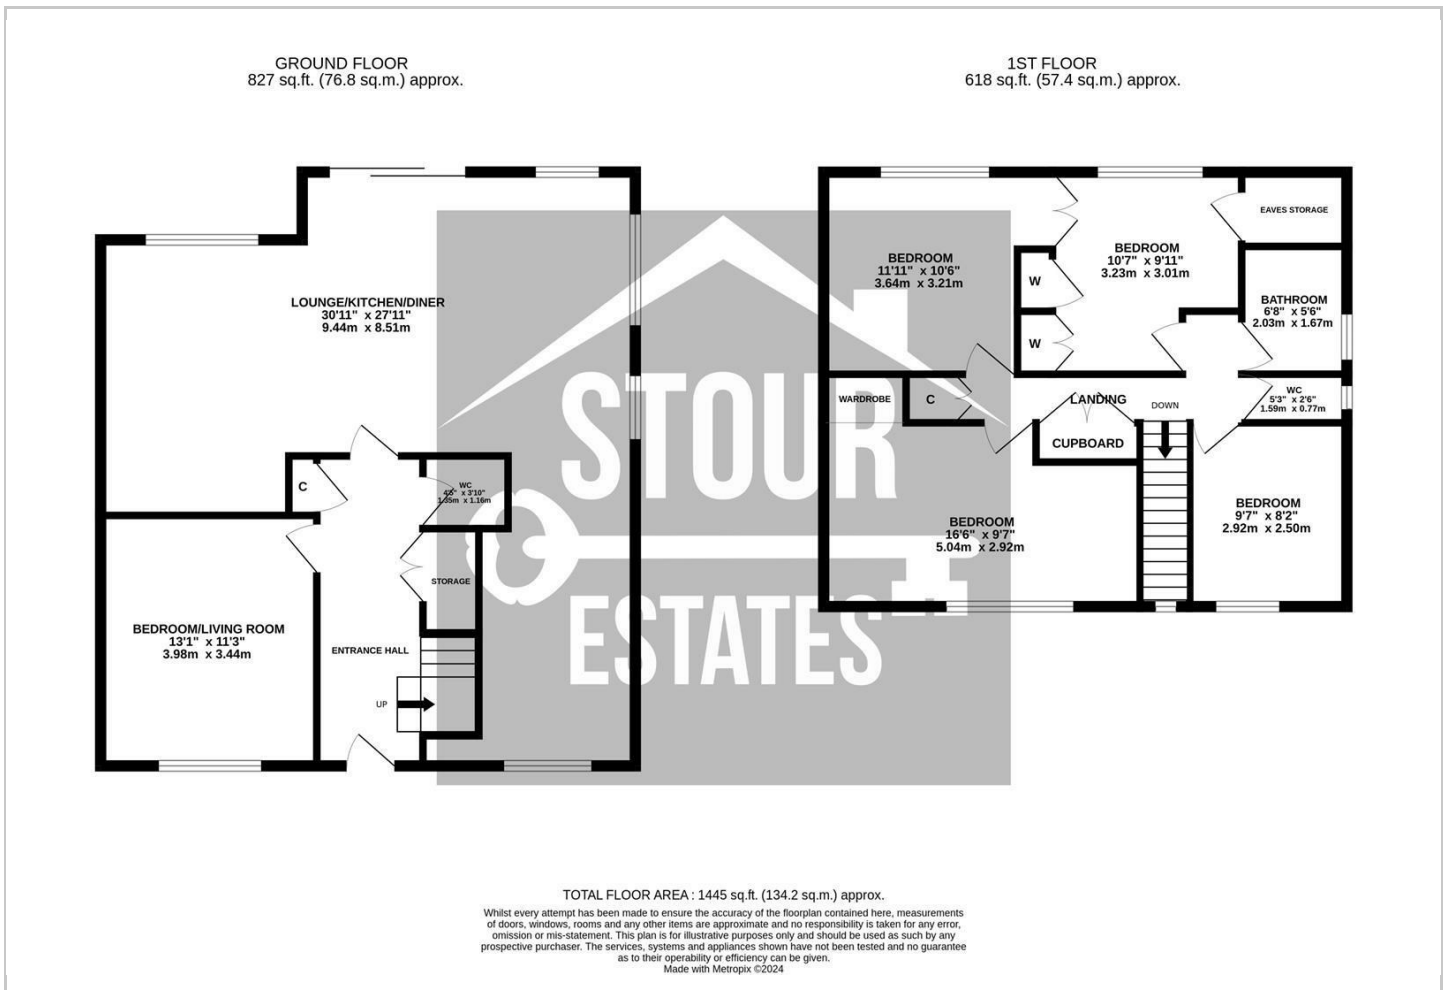 GROUND FLOOR
827 sq.ft. (76.8 sq.m.) approx.
1ST FLOOR
618 sq.ft. (57.4 sq.m.) approx.
LOUNGE/KITCHEN/DINER
30'11" x 27'11"
9.44m x 8.51m
C
WC
4'5" x 3'10"
1.35m x 1.16m
STORAGE
BEDROOM/LIVING ROOM
13'1" x 11'3"
3.98m x 3.44m
ENTRANCE HALL
UP
BEDROOM
11'11" x 10'6"
3.64m x 3.21m
BEDROOM
10'7" x 9'11"
3.23m x 3.01m
EAVES STORAGE
W
W
BATHROOM
6'8" x 5'6"
2.03m x 1.67m
WARDROBE
C
LANDING
DOWN
WC
5'3" x 2'6"
1.59m x 0.77m
CUPBOARD
BEDROOM
16'6" x 9'7"
5.04m x 2.92m
BEDROOM
9'7" x 8'2"
2.92m x 2.50m
STOUR
ESTATES
TOTAL FLOOR AREA : 1445 sq.ft. (134.2 sq.m.) approx.
Whilst every attempt has been made to ensure the accuracy of the floorplan contained here, measurements
of doors, windows, rooms and any other items are approximate and no responsibility is taken for any error,
omission or mis-statement. This plan is for illustrative purposes only and should be used as such by any
prospective purchaser. The services, systems and appliances shown have not been tested and no guarantee
as to their operability or efficiency can be given.
Made with Metropix ©2024